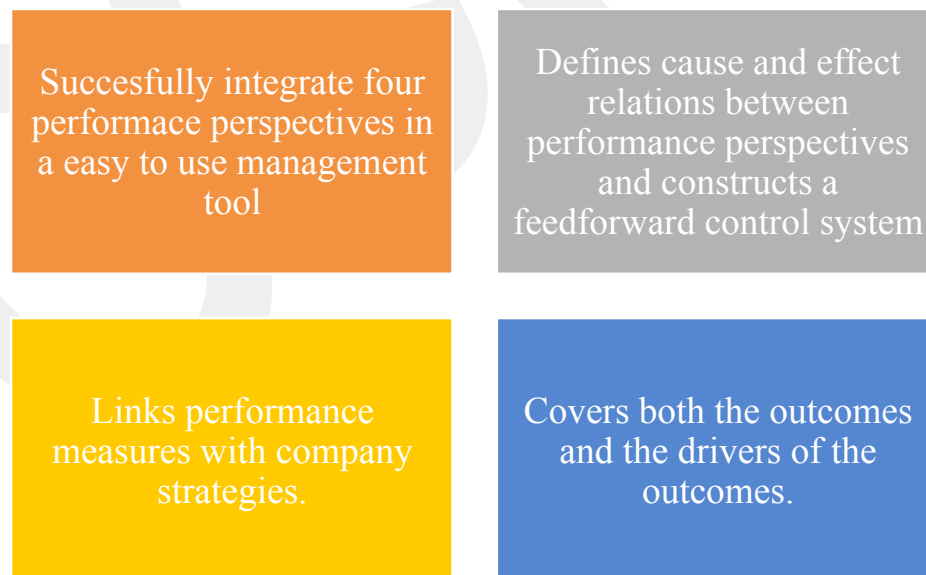 Succesfully integrate four
performace perspectives in
a easy to use management
tool
Defines cause and effect
relations between
performance perspectives
and constructs a
feedforward control system
Links performance
measures with company
strategies.
Covers both the outcomes
and the drivers of the
outcomes.